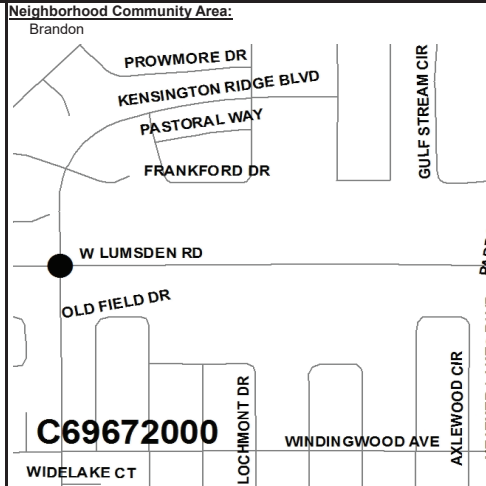 Neighborhood Community Area:
Brandon
PROWMORE DR
KENSINGTON RIDGE BLVD
PASTORAL WAY
GULF STREAM CIR
FRANKFORD DR
W LUMSDEN RD
OLD FIELD DR
C69672000
LOCHMONT DR
WINDINGWOOD AVE
AXLEWOOD CIR
WIDELAKE CT